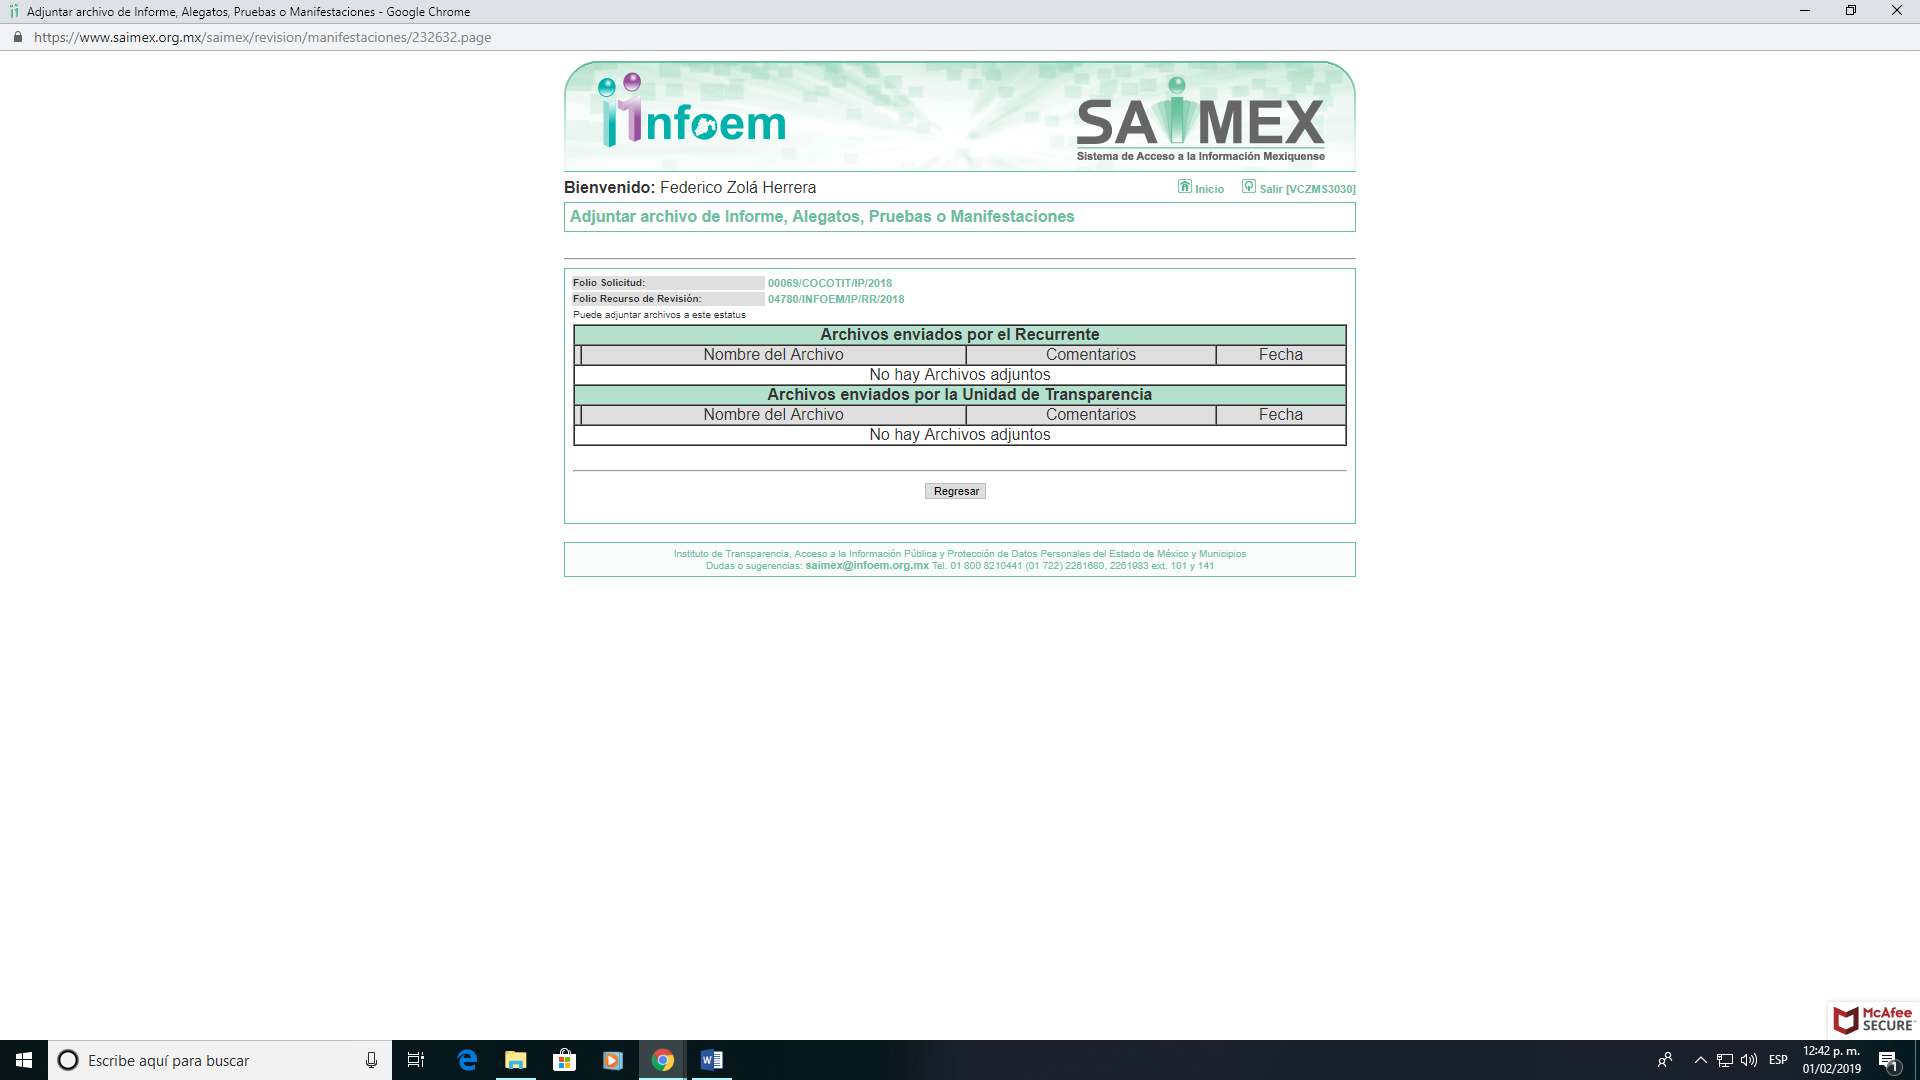 Adjuntar archivo de Informe, Alegatos, Pruebas o Manifestaciones - Google Chrome
https://www.saimex.org.mx/saimex/revision/manifestaciones/232632.page
infoem
SAIMEX
Sistema de Acceso a la Información Mexiquense
Bienvenido: Federico Zolá Herrera
Inicio
Salir [VCZMS3030]
Adjuntar archivo de Informe, Alegatos, Pruebas o Manifestaciones
Folio Solicitud: 00069/COCOTIT/IP/2018
Folio Recurso de Revisión: 04780/INFOEM/IP/RR/2018
Puede adjuntar archivos a este estatus
Archivos enviados por el Recurrente
Nombre del Archivo Comentarios Fecha
No hay Archivos adjuntos
Archivos enviados por la Unidad de Transparencia
Nombre del Archivo Comentarios Fecha
No hay Archivos adjuntos
Regresar
Instituto de Transparencia, Acceso a la Información Pública y Protección de Datos Personales del Estado de México y Municipios
Dudas o sugerencias: saimex@infoem.org.mx Tel. 01 800 8210441 (01 722) 2261680, 2261983 ext. 101 y 141
McAfee
SECURE
Escribe aquí para buscar
ESP
12:42 p. m.
01/02/2019
1